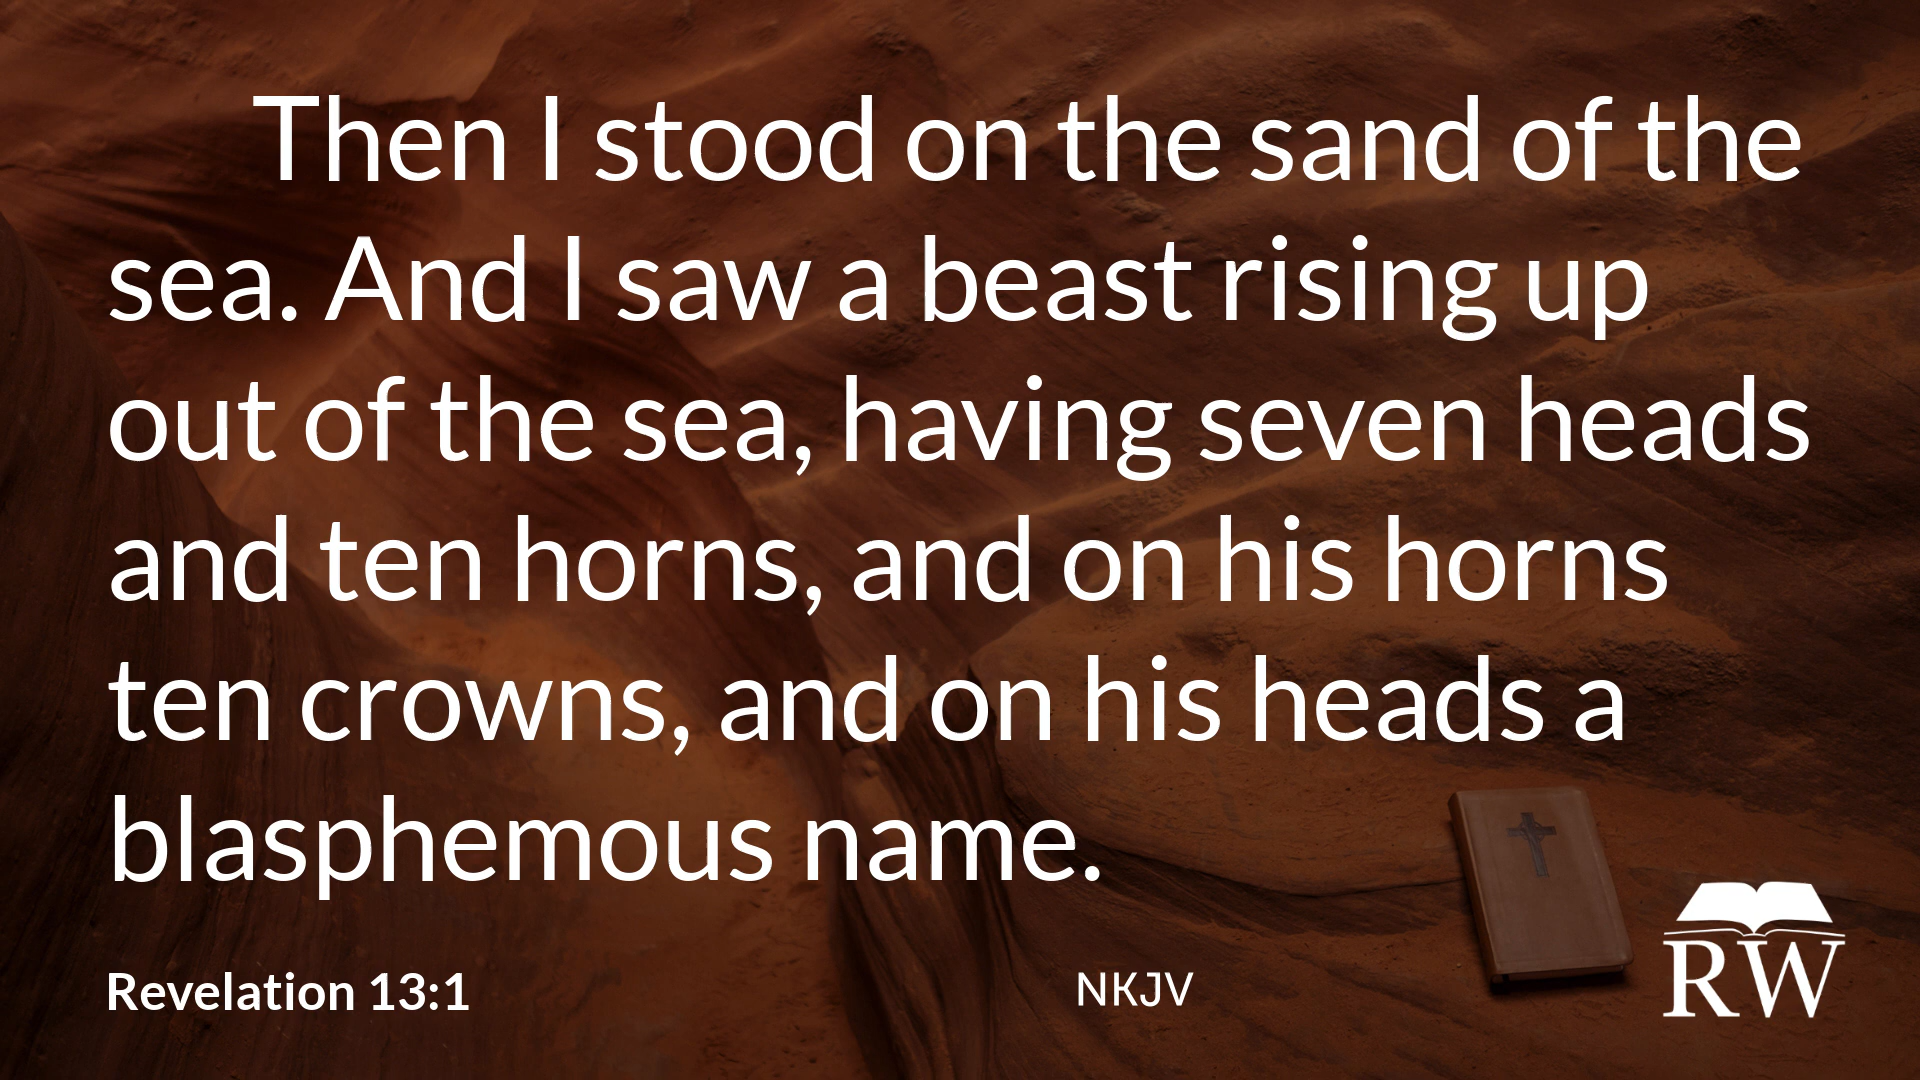 Then I stood on the sand of the
sea. And I saw a beast rising up
out of the sea, having seven heads
and ten horns, and on his horns
ten crowns, and on his heads a
blasphemous name.
Revelation 13:1
NKJV
RW